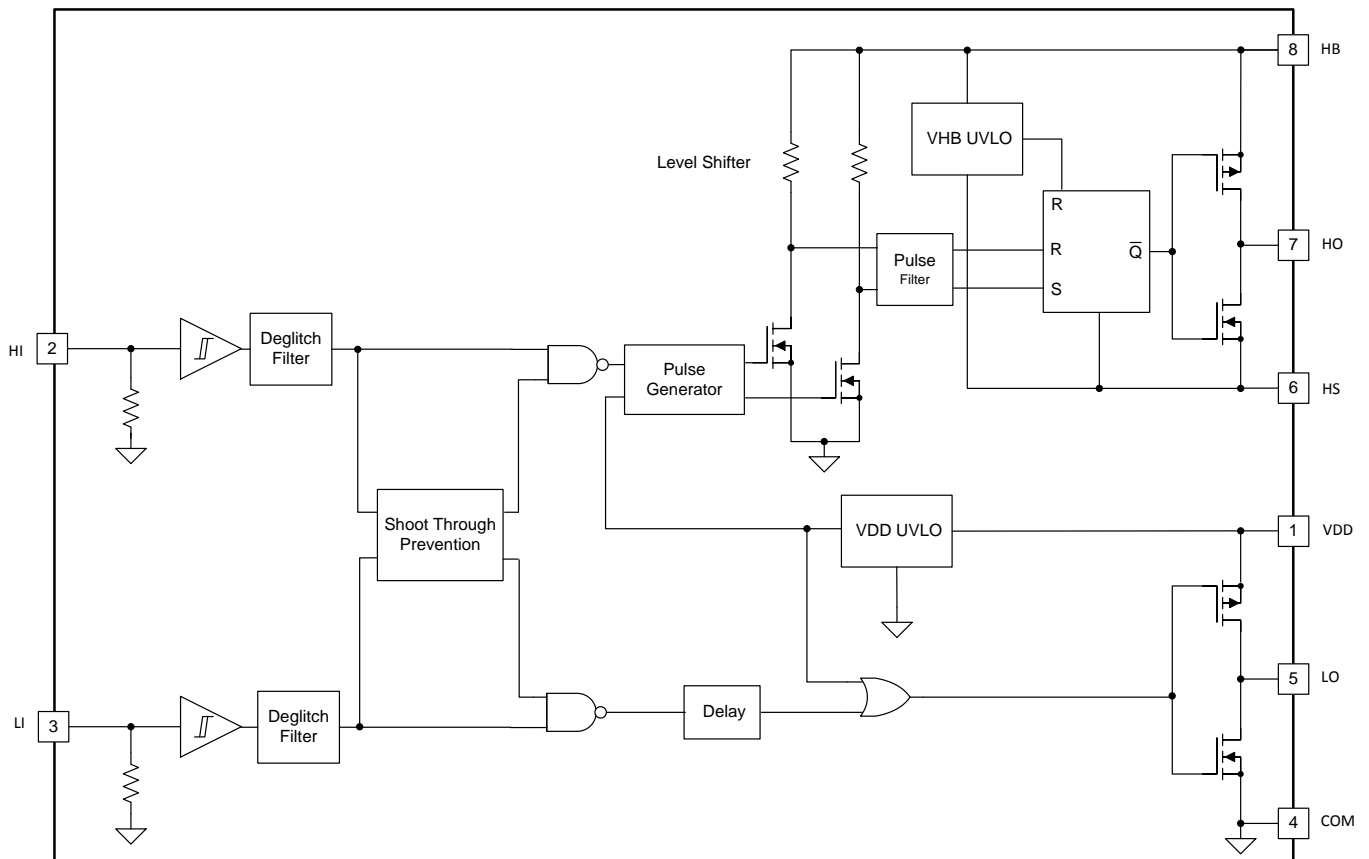 8 HB
Level Shifter
VHB UVLO
R
R
S
Q̅
Pulse
Filter
7 HO
HI 2
Deglitch
Filter
Pulse
Generator
6 HS
Shoot Through
Prevention
VDD UVLO
1 VDD
LI 3
Deglitch
Filter
Delay
5 LO
4 COM